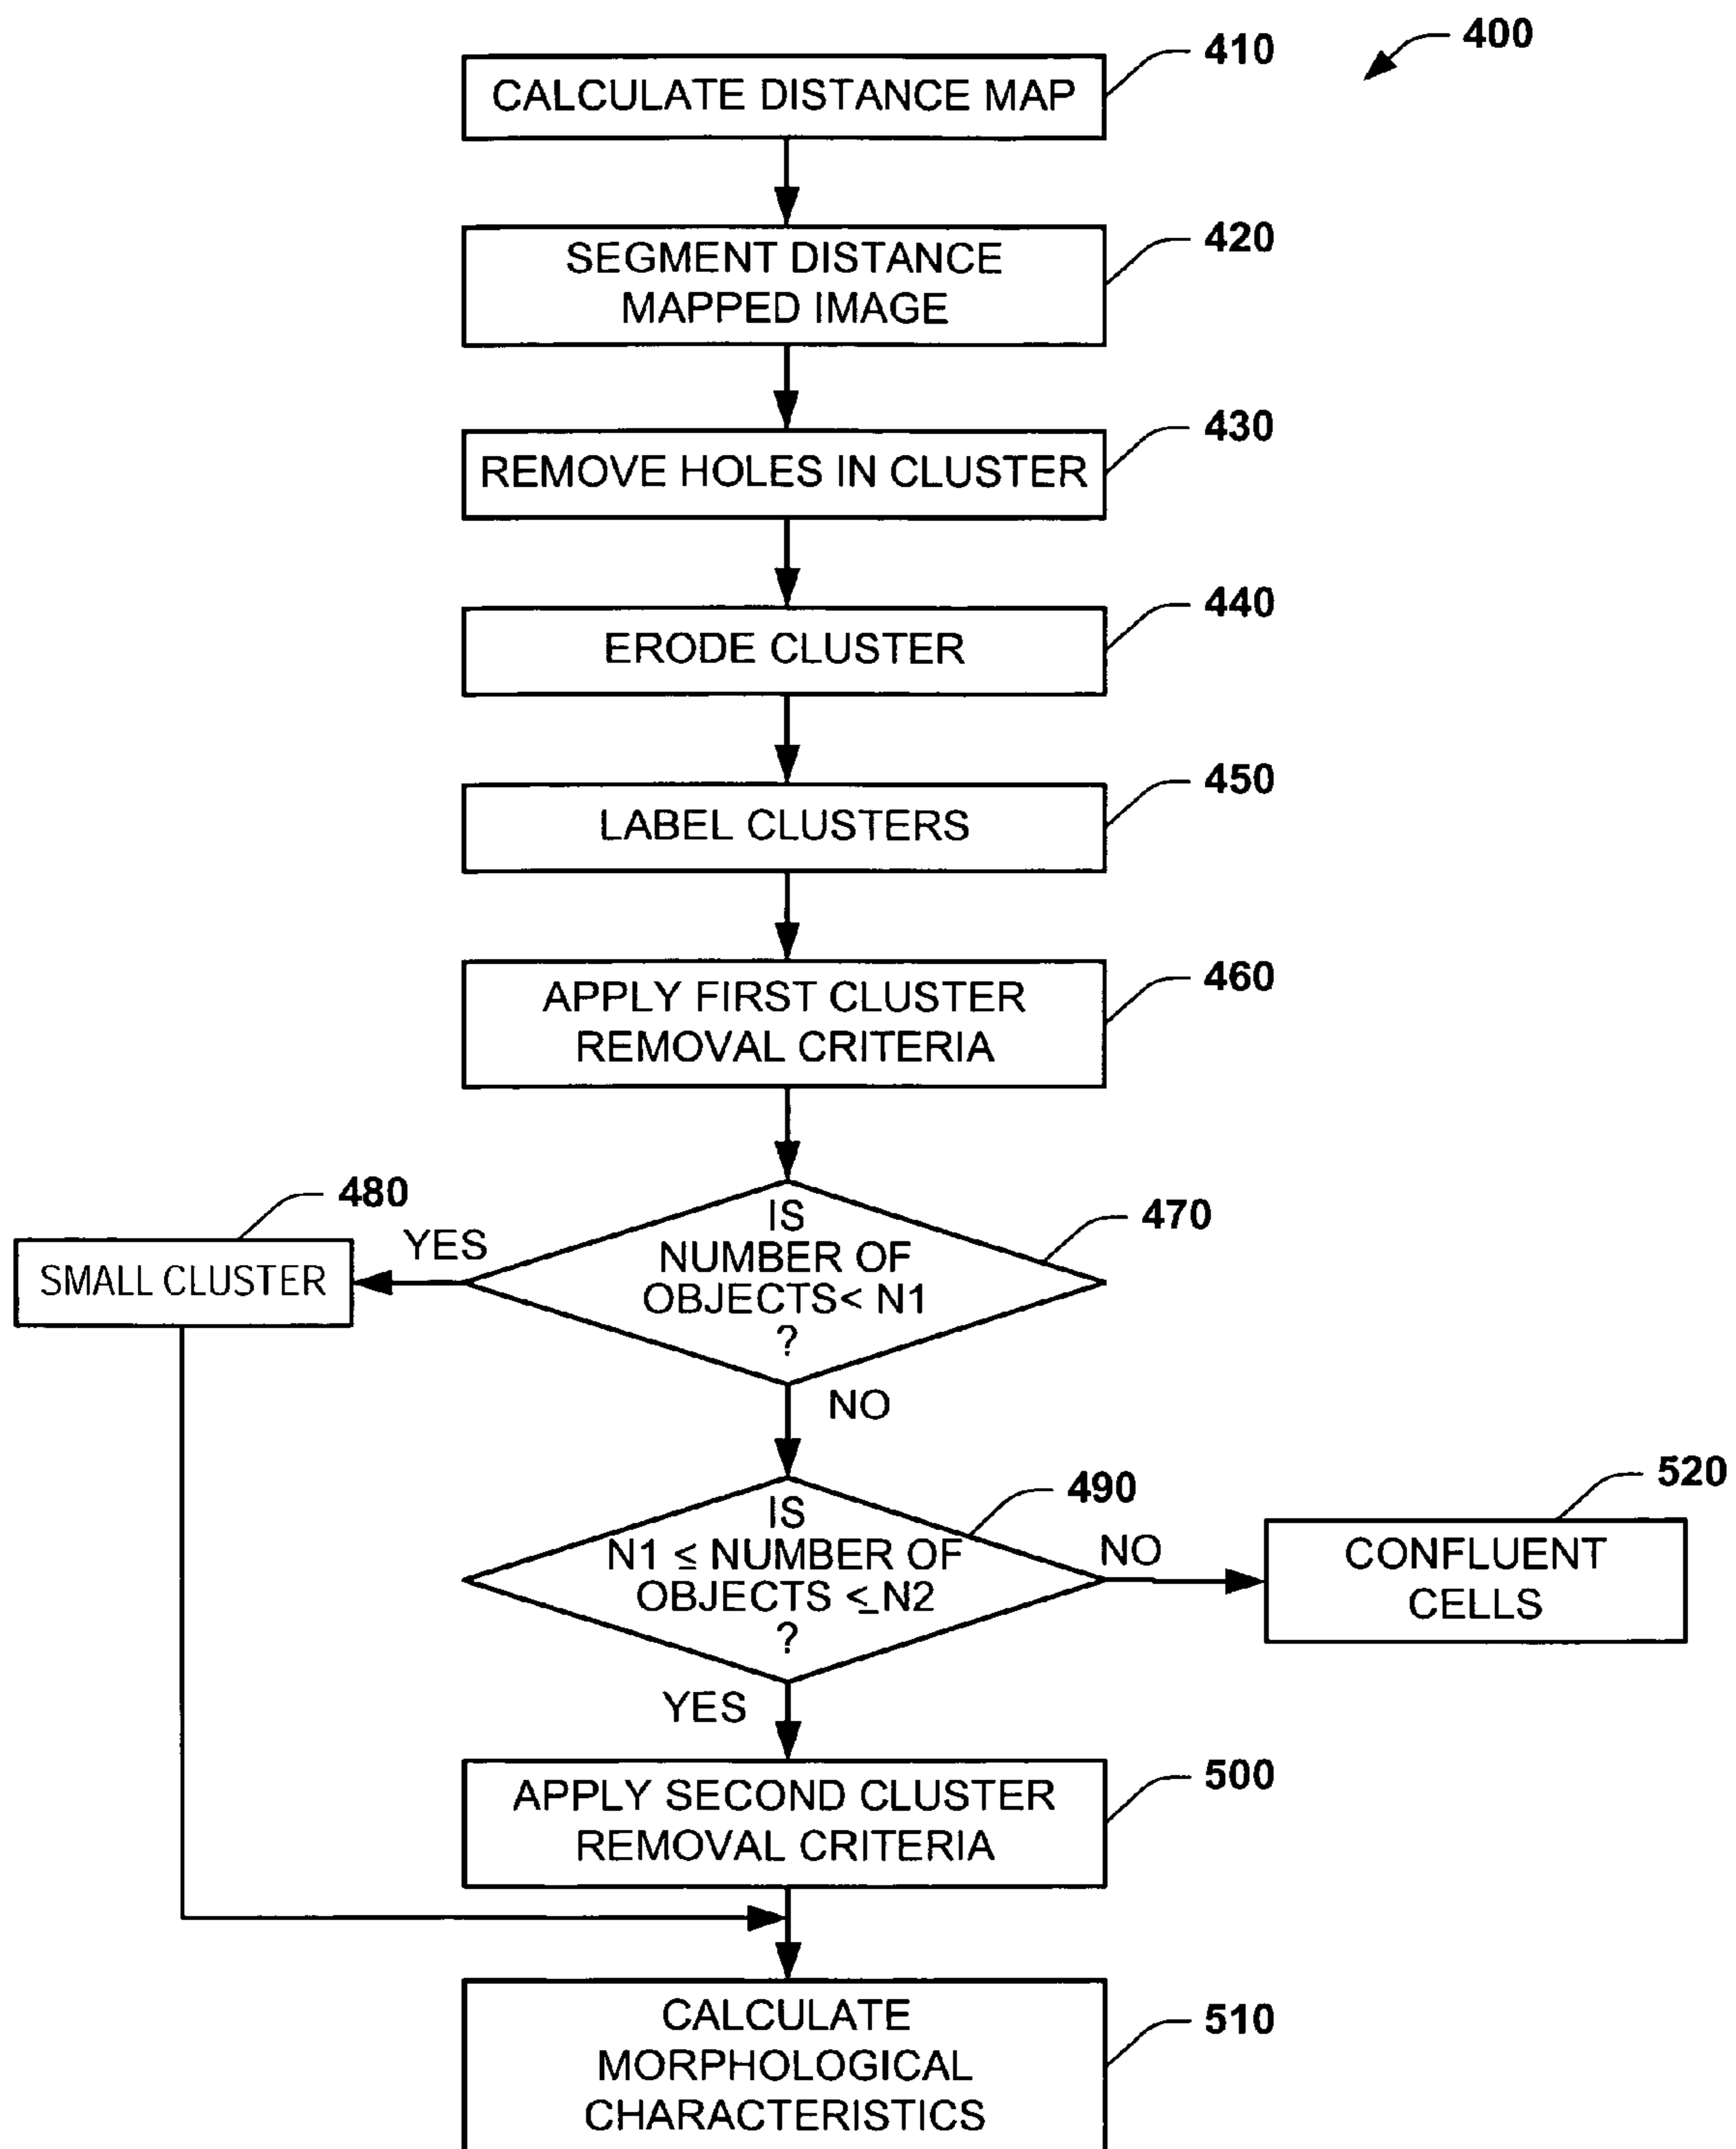 400
410
CALCULATE DISTANCE MAP
420
SEGMENT DISTANCE
MAPPED IMAGE
430
REMOVE HOLES IN CLUSTER
440
ERODE CLUSTER
450
LABEL CLUSTERS
460
APPLY FIRST CLUSTER
REMOVAL CRITERIA
470
IS
NUMBER OF
OBJECTS< N1
?
YES
480
SMALL CLUSTER
NO
490
IS
N1 ≤ NUMBER OF
OBJECTS ≤ N2
?
NO
520
CONFLUENT
CELLS
YES
500
APPLY SECOND CLUSTER
REMOVAL CRITERIA
510
CALCULATE
MORPHOLOGICAL
CHARACTERISTICS